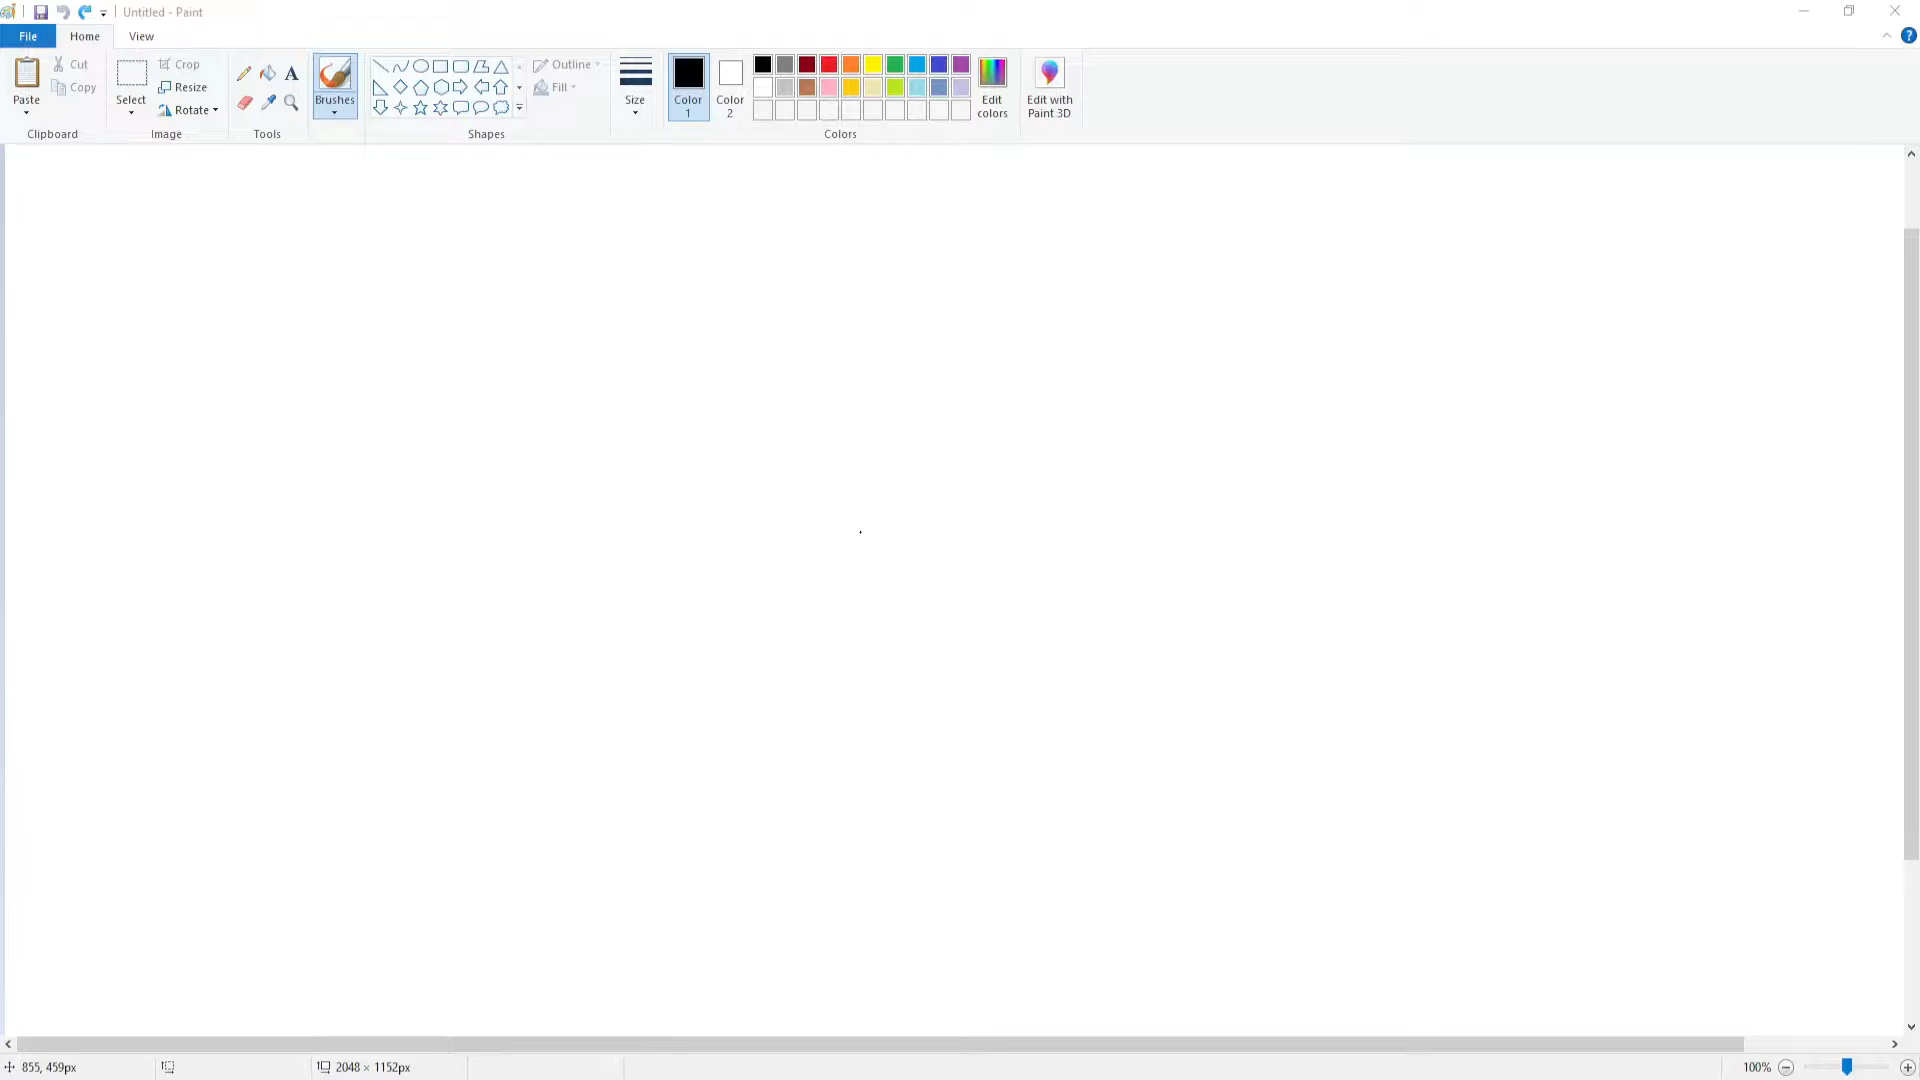 Untitled - Paint
File Home View
Paste Cut Copy Clipboard
Select Crop Resize Rotate Image
A Tools
Brushes
Outline Fill Shapes
Size
Color 1 Color 2 Edit colors Colors
Edit with Paint 3D
?
855, 459px 2048 × 1152px 100%